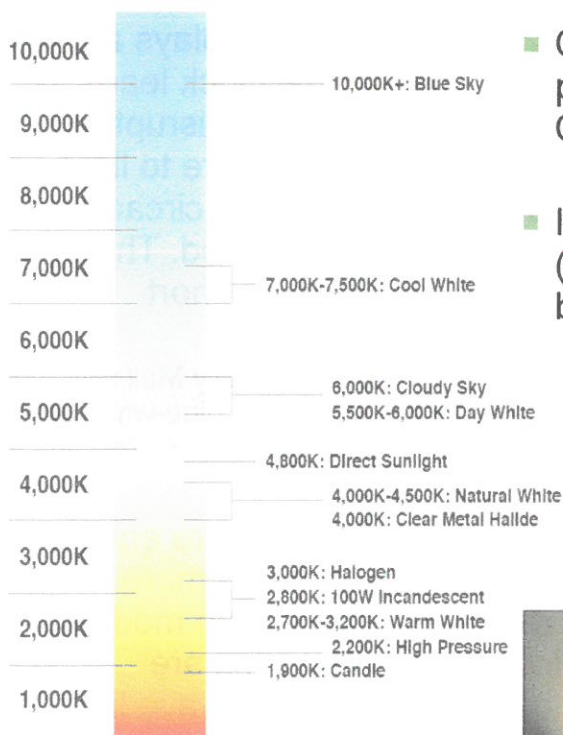 10,000K
10,000K+: Blue Sky
9,000K
8,000K
7,000K
7,000K-7,500K: Cool White
6,000K
6,000K: Cloudy Sky
5,000K
5,500K-6,000K: Day White
4,800K: Direct Sunlight
4,000K
4,000K-4,500K: Natural White
4,000K: Clear Metal Halide
3,000K
3,000K: Halogen
2,800K: 100W Incandescent
2,000K
2,700K-3,200K: Warm White
2,200K: High Pressure
1,900K: Candle
1,000K